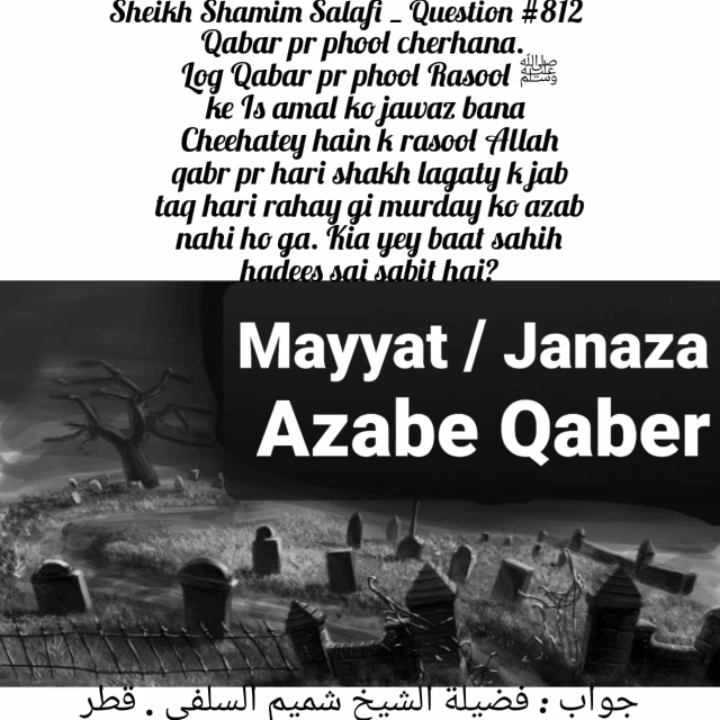 Sheikh Shamim Salafi _ Question #812
Qabar pr phool cherhana.
Log Qabar pr phool Rasool ﷺ
ke Is amal ko jawaz bana
Cheehatey hain k rasool Allah
qabr pr hari shakh lagaty k jab
taq hari rahay gi murday ko azab
nahi ho ga. Kia yey baat sahih
hadees sai sabit hai?
Mayyat / Janaza
Azabe Qaber
جواب : فضيلة الشيخ شميم السلفي . قطر